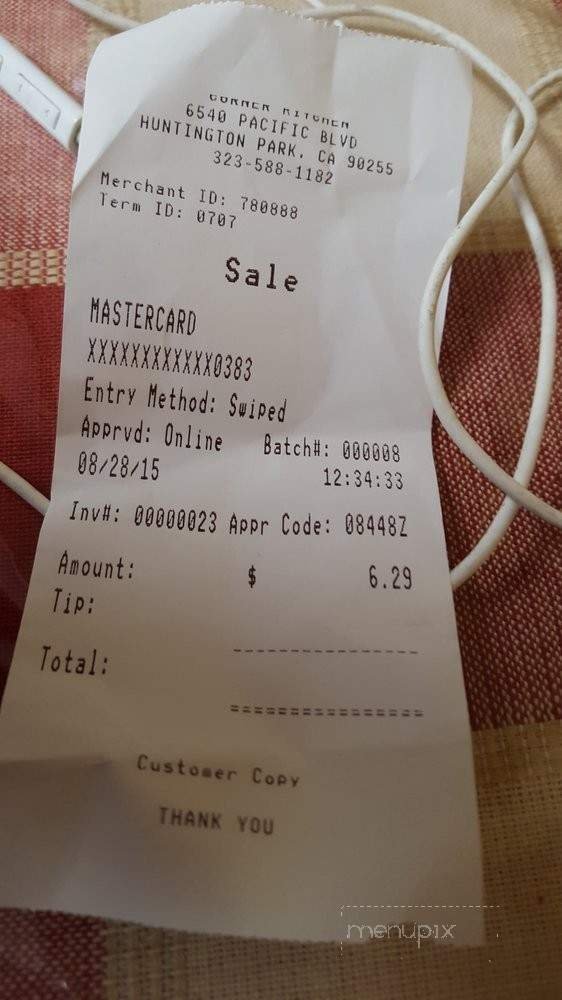 CORNER KITCHEN
6540 PACIFIC BLVD
HUNTINGTON PARK, CA 90255
323-588-1182
Merchant ID: 780888
Term ID: 0707
Sale
MASTERCARD
XXXXXXXXXXXX0383
Entry Method: Swiped
Apprvd: Online Batch#: 000008
08/28/15 12:34:33
Inv#: 00000023 Appr Code: 08448Z
Amount: $ 6.29
Tip:
Total:
Customer Copy
THANK YOU
menupix